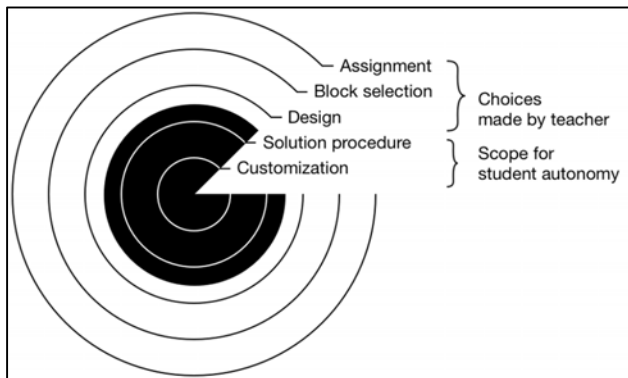 Assignment
Block selection
Design
Solution procedure
Customization
Choices
made by teacher
Scope for
student autonomy